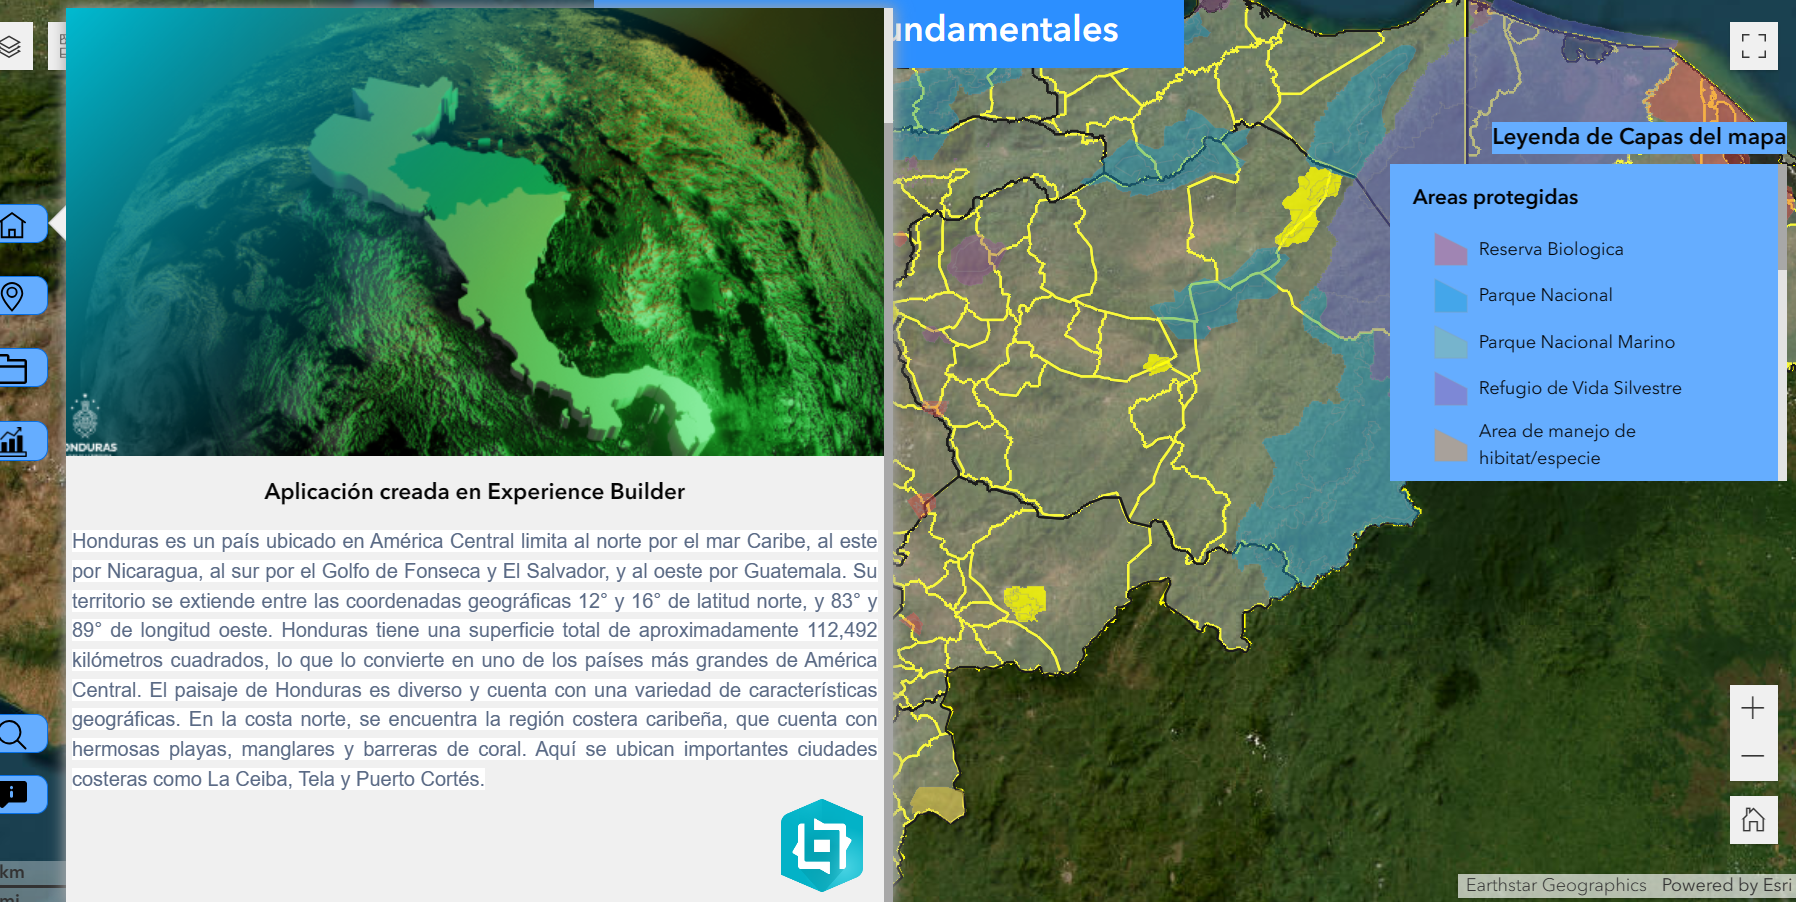 undamentales
Leyenda de Capas del mapa
Areas protegidas
Reserva Biologica
Parque Nacional
Parque Nacional Marino
Refugio de Vida Silvestre
Area de manejo de
hibitat/especie
ONDURAS
Aplicación creada en Experience Builder
Honduras es un país ubicado en América Central limita al norte por el mar Caribe, al este
por Nicaragua, al sur por el Golfo de Fonseca y El Salvador, y al oeste por Guatemala. Su
territorio se extiende entre las coordenadas geográficas 12° y 16° de latitud norte, y 83° y
89° de longitud oeste. Honduras tiene una superficie total de aproximadamente 112,492
kilómetros cuadrados, lo que lo convierte en uno de los países más grandes de América
Central. El paisaje de Honduras es diverso y cuenta con una variedad de características
geográficas. En la costa norte, se encuentra la región costera caribeña, que cuenta con
hermosas playas, manglares y barreras de coral. Aquí se ubican importantes ciudades
costeras como La Ceiba, Tela y Puerto Cortés.
km
mi
Earthstar Geographics Powered by Esri